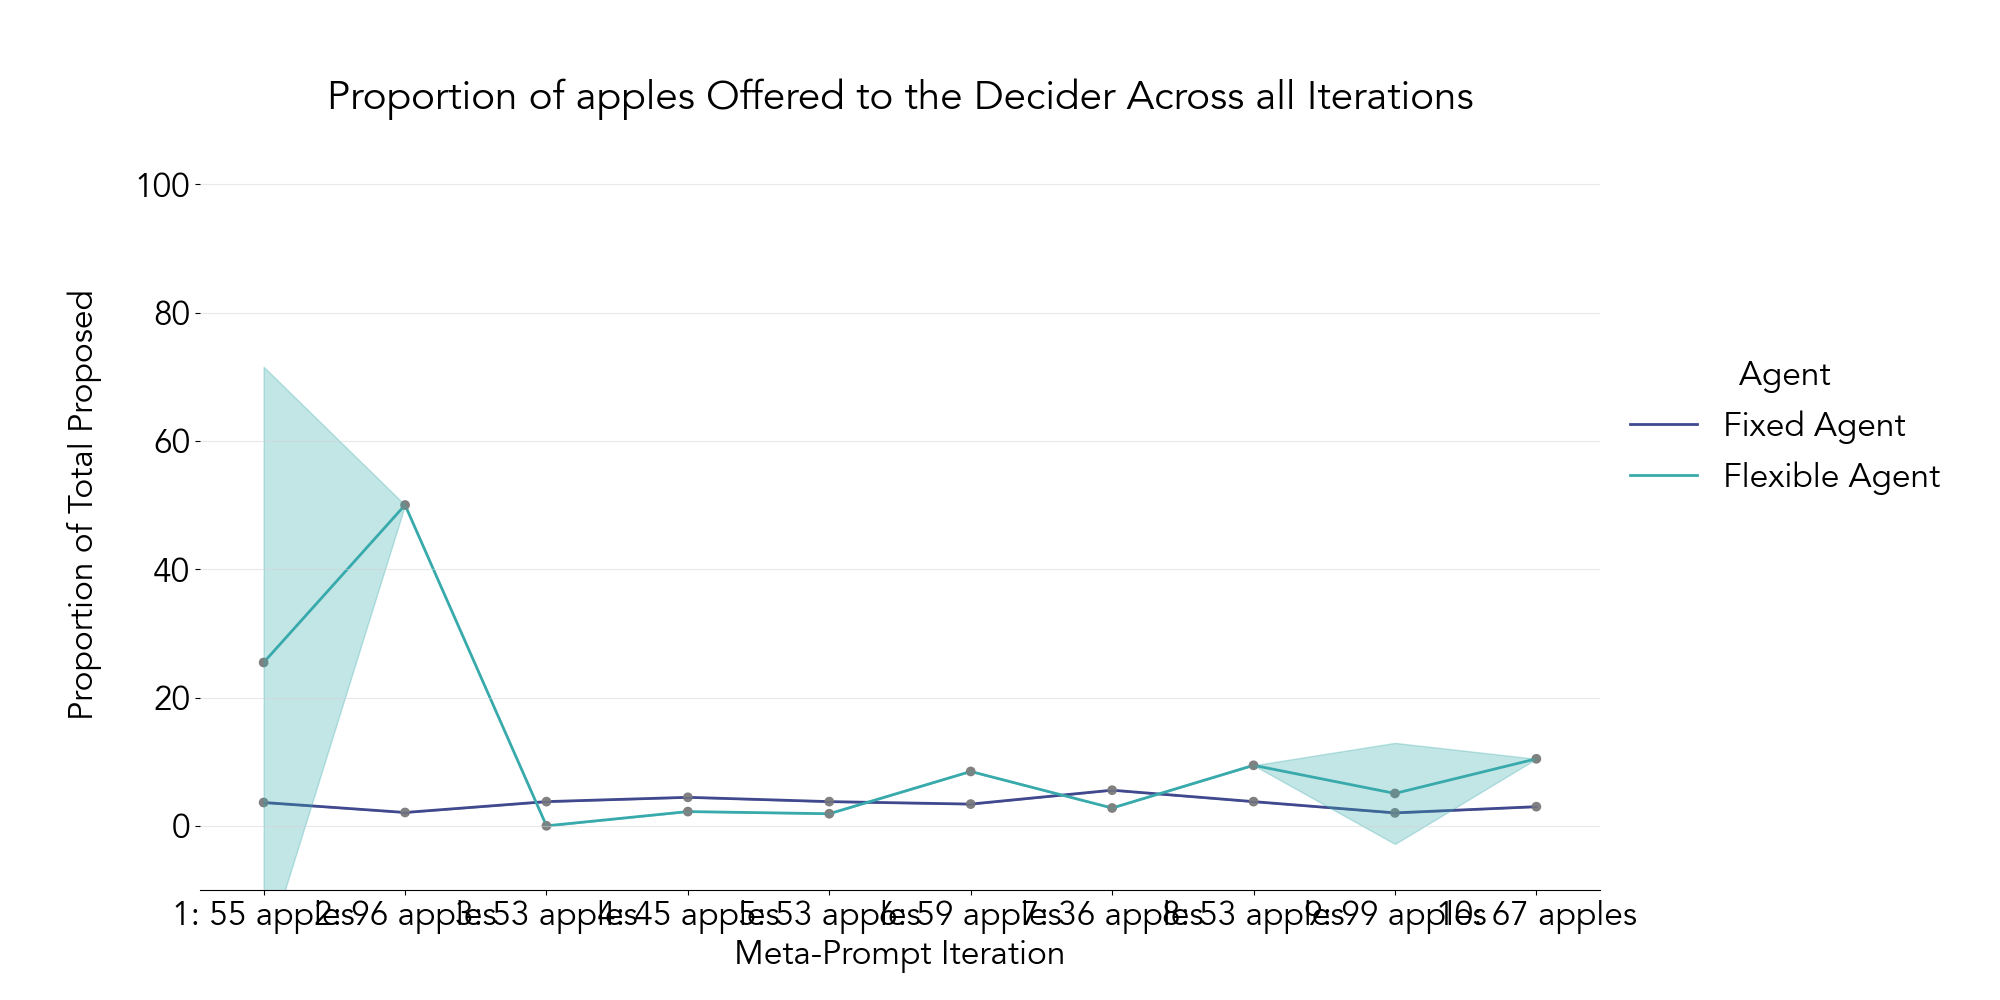 Proportion of apples Offered to the Decider Across all Iterations
100
80
60
40
20
0
Proportion of Total Proposed
1: 55 apples
2: 96 apples
3: 53 apples
4: 45 apples
5: 53 apples
6: 59 apples
7: 36 apples
8: 53 apples
9: 99 apples
10: 67 apples
Meta-Prompt Iteration
Agent
Fixed Agent
Flexible Agent